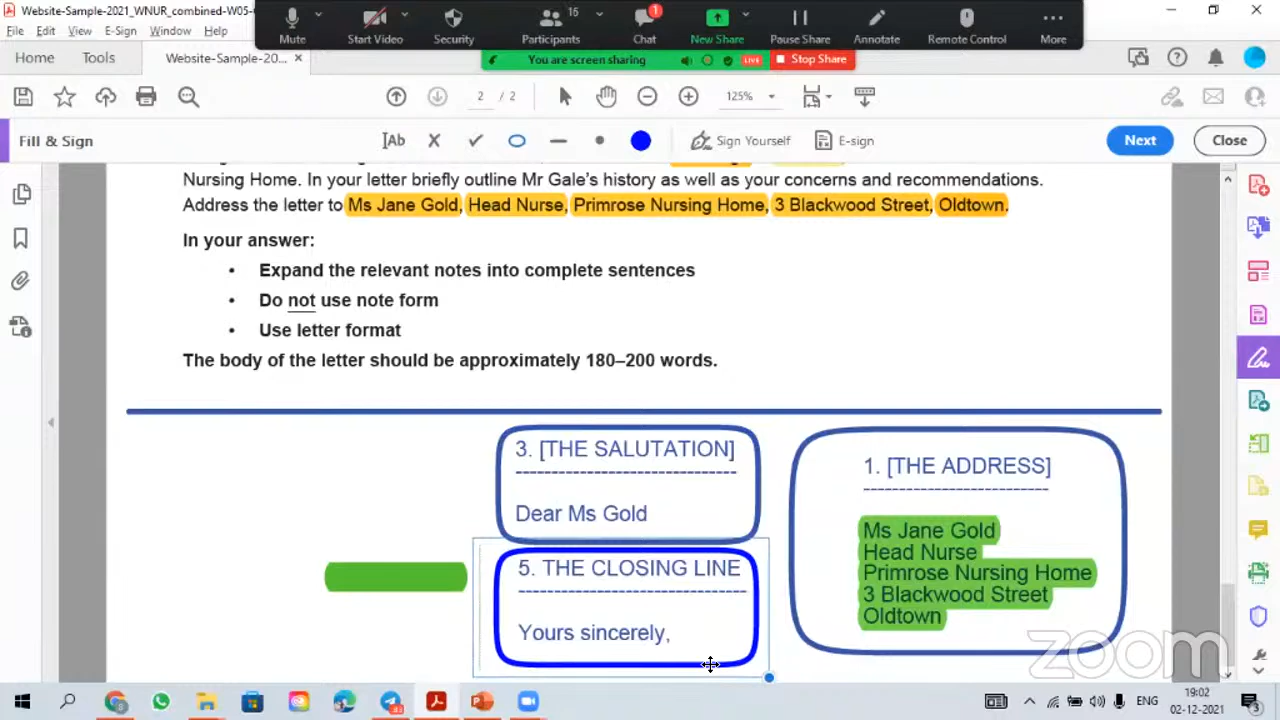 Website-Sample-2021_WNUR_combined-W05-
File Edit View E-Sign Window Help
Mute
Start Video
Security
16
Participants
1
Chat
New Share
Pause Share
Annotate
Remote Control
More
You are screen sharing
LIVE
Stop Share
Home
Tools
Website-Sample-20...
2 / 2
125%
Fill & Sign
Ab
Sign Yourself
E-sign
Next
Close
Nursing Home. In your letter briefly outline Mr Gale's history as well as your concerns and recommendations.
Address the letter to Ms Jane Gold, Head Nurse, Primrose Nursing Home, 3 Blackwood Street, Oldtown.
In your answer:
• Expand the relevant notes into complete sentences
• Do not use note form
• Use letter format
The body of the letter should be approximately 180–200 words.
3. [THE SALUTATION]
-----------------------------
Dear Ms Gold
5. THE CLOSING LINE
------------------------------
Yours sincerely,
1. [THE ADDRESS]
-------------------------
Ms Jane Gold
Head Nurse
Primrose Nursing Home
3 Blackwood Street
Oldtown
zoom
ENG
19:02
02-12-2021
3